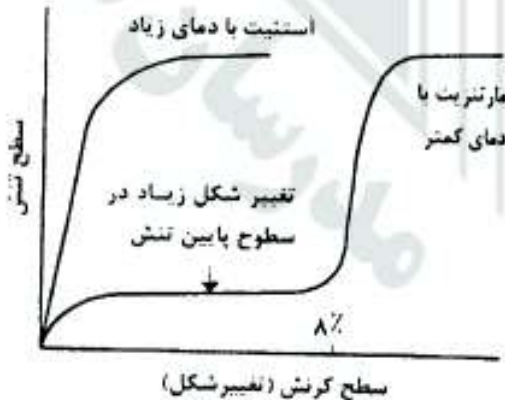 آستنیت با دمای زیاد
مارتنزیت با
دمای کمتر
سطح تنش
تغییر شکل زیاد در
سطوح پایین تنش
۸٪
سطح کرنش (تغییرشکل)